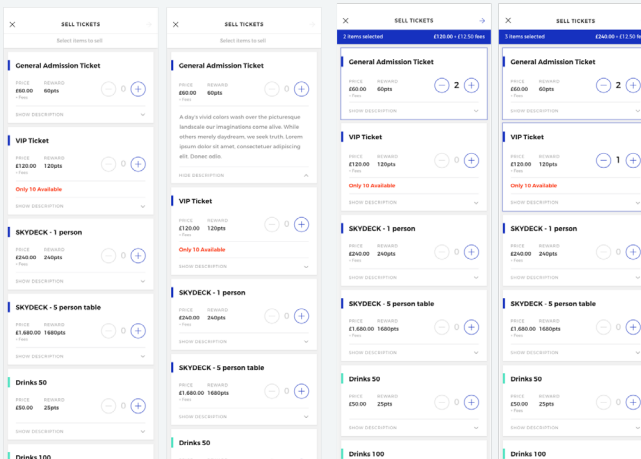 SELL TICKETS
Select items to sell
General Admission Ticket
PRICE REWARD
£60.00 60pts
+ Fees
0
SHOW DESCRIPTION
VIP Ticket
PRICE REWARD
£120.00 120pts
+ Fees
0
Only 10 Available
SHOW DESCRIPTION
SKYDECK - 1 person
PRICE REWARD
£240.00 240pts
+ Fees
0
SHOW DESCRIPTION
SKYDECK - 5 person table
PRICE REWARD
£1,680.00 1680pts
+ Fees
0
SHOW DESCRIPTION
Drinks 50
PRICE REWARD
£50.00 25pts
0
SHOW DESCRIPTION
Drinks 100
SELL TICKETS
Select items to sell
General Admission Ticket
PRICE REWARD
£60.00 60pts
+ Fees
0
A day's vivid colors wash over the picturesque
landscale our imaginations come alive. While
others merely daydream, we seek truth. Lorem
ipsum dolor sit amet, consectetuer adipiscing
elit. Donec odio.
HIDE DESCRIPTION
VIP Ticket
PRICE REWARD
£120.00 120pts
+ Fees
0
Only 10 Available
SHOW DESCRIPTION
SKYDECK - 1 person
PRICE REWARD
£240.00 240pts
+ Fees
0
SHOW DESCRIPTION
SKYDECK - 5 person table
PRICE REWARD
£1,680.00 1680pts
+ Fees
0
SHOW DESCRIPTION
Drinks 50
SELL TICKETS
2 items selected £120.00 + £12.50 fees
General Admission Ticket
PRICE REWARD
£60.00 60pts
+ Fees
2
SHOW DESCRIPTION
VIP Ticket
PRICE REWARD
£120.00 120pts
+ Fees
0
Only 10 Available
SHOW DESCRIPTION
SKYDECK - 1 person
PRICE REWARD
£240.00 240pts
+ Fees
0
SHOW DESCRIPTION
SKYDECK - 5 person table
PRICE REWARD
£1,680.00 1680pts
+ Fees
0
SHOW DESCRIPTION
Drinks 50
PRICE REWARD
£50.00 25pts
+ Fees
0
SHOW DESCRIPTION
Drinks 100
SELL TICKETS
3 items selected £240.00 + £12.50 fe
General Admission Ticket
PRICE REWARD
£60.00 60pts
+ Fees
2
SHOW DESCRIPTION
VIP Ticket
PRICE REWARD
£120.00 120pts
+ Fees
1
Only 10 Available
SHOW DESCRIPTION
SKYDECK - 1 person
PRICE REWARD
£240.00 240pts
+ Fees
0
SHOW DESCRIPTION
SKYDECK - 5 person table
PRICE REWARD
£1,680.00 1680pts
+ Fees
0
SHOW DESCRIPTION
Drinks 50
PRICE REWARD
£50.00 25pts
+ Fees
0
SHOW DESCRIPTION
Drinks 100